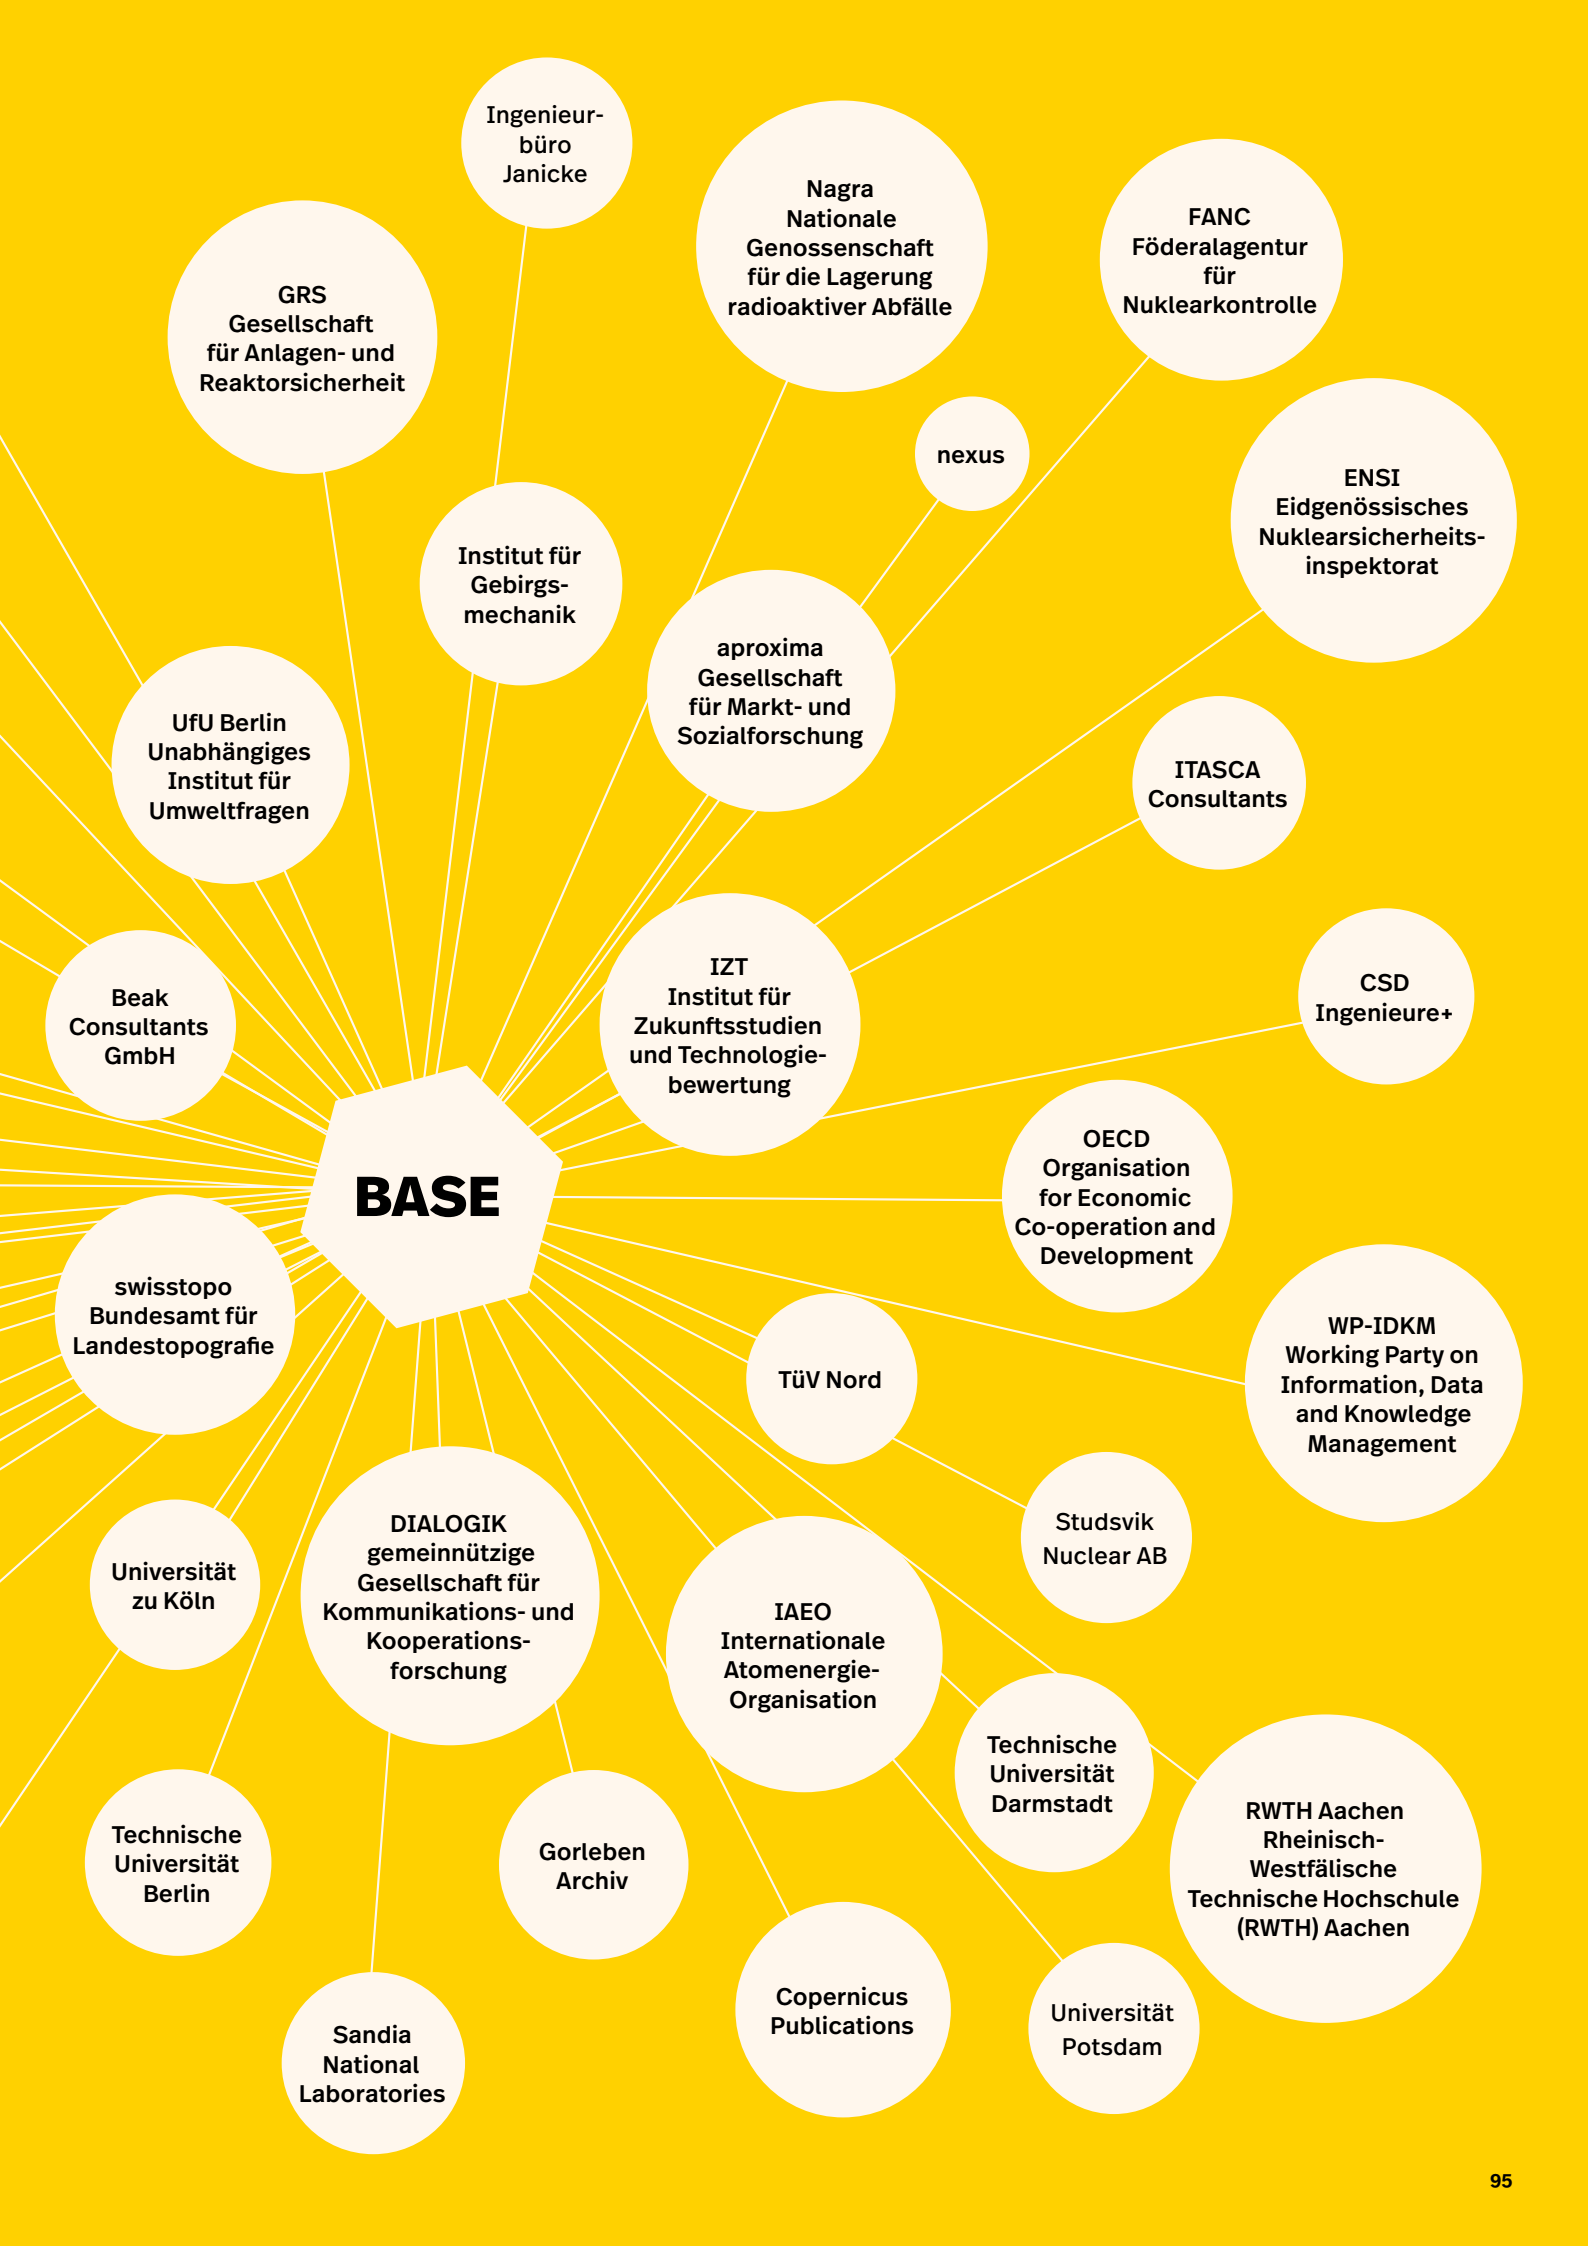 Ingenieur-
büro
Janicke
Nagra
Nationale
Genossenschaft
für die Lagerung
radioaktiver Abfälle
FANC
Föderalagentur
für
Nuklearkontrolle
GRS
Gesellschaft
für Anlagen- und
Reaktorsicherheit
nexus
ENSI
Eidgenössisches
Nuklearsicherheits-
inspektorat
Institut für
Gebirgs-
mechanik
aproxima
Gesellschaft
für Markt- und
Sozialforschung
UfU Berlin
Unabhängiges
Institut für
Umweltfragen
ITASCA
Consultants
Beak
Consultants
GmbH
IZT
Institut für
Zukunftsstudien
und Technologie-
bewertung
CSD
Ingenieure+
OECD
Organisation
for Economic
Co-operation and
Development
BASE
swisstopo
Bundesamt für
Landestopografie
TüV Nord
WP-IDKM
Working Party on
Information, Data
and Knowledge
Management
Studsvik
Nuclear AB
Universität
zu Köln
DIALOGIK
gemeinnützige
Gesellschaft für
Kommunikations- und
Kooperations-
forschung
IAEO
Internationale
Atomenergie-
Organisation
Technische
Universität
Darmstadt
RWTH Aachen
Rheinisch-
Westfälische
Technische Hochschule
(RWTH) Aachen
Technische
Universität
Berlin
Gorleben
Archiv
Copernicus
Publications
Universität
Potsdam
Sandia
National
Laboratories
95